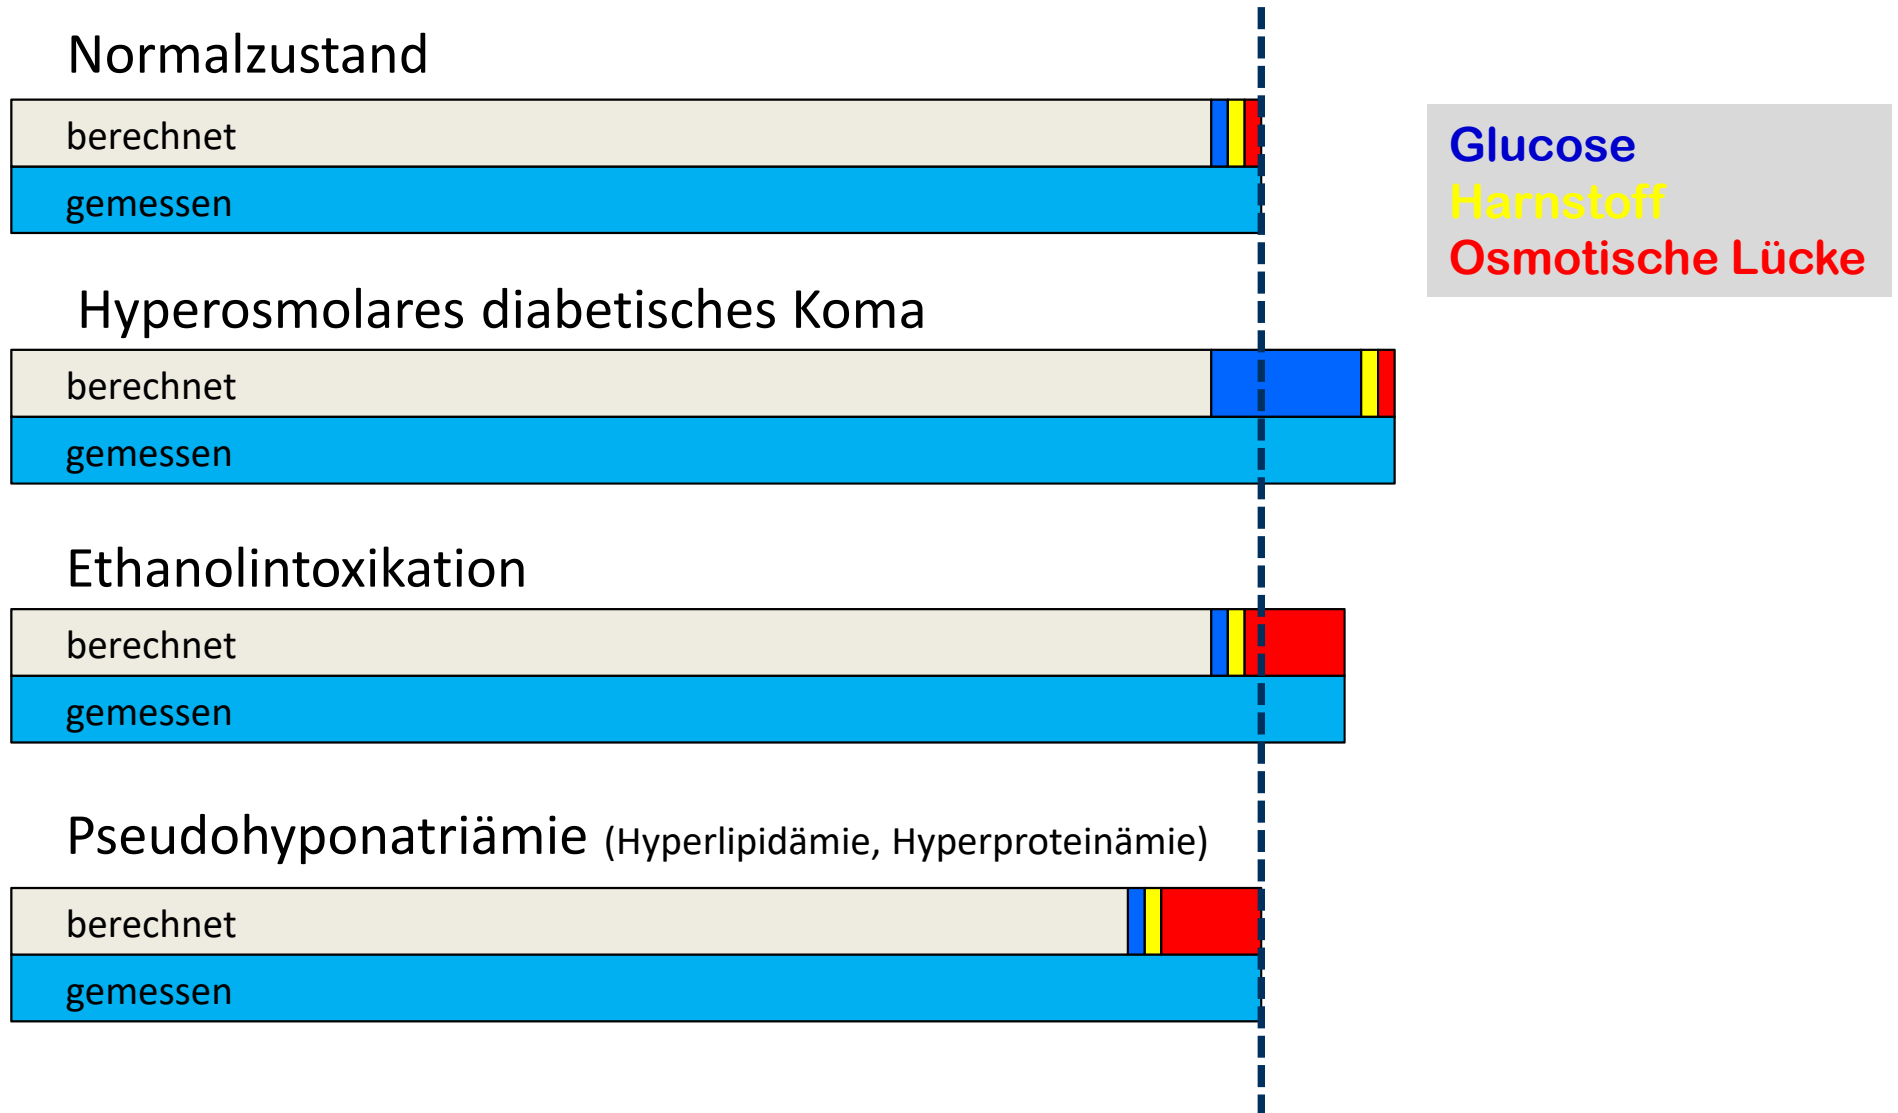 Normalzustand
berechnet
gemessen
Glucose
Harnstoff
Osmotische Lücke
Hyperosmolares diabetisches Koma
berechnet
gemessen
Ethanolintoxikation
berechnet
gemessen
Pseudohyponatriämie (Hyperlipidämie, Hyperproteinämie)
berechnet
gemessen